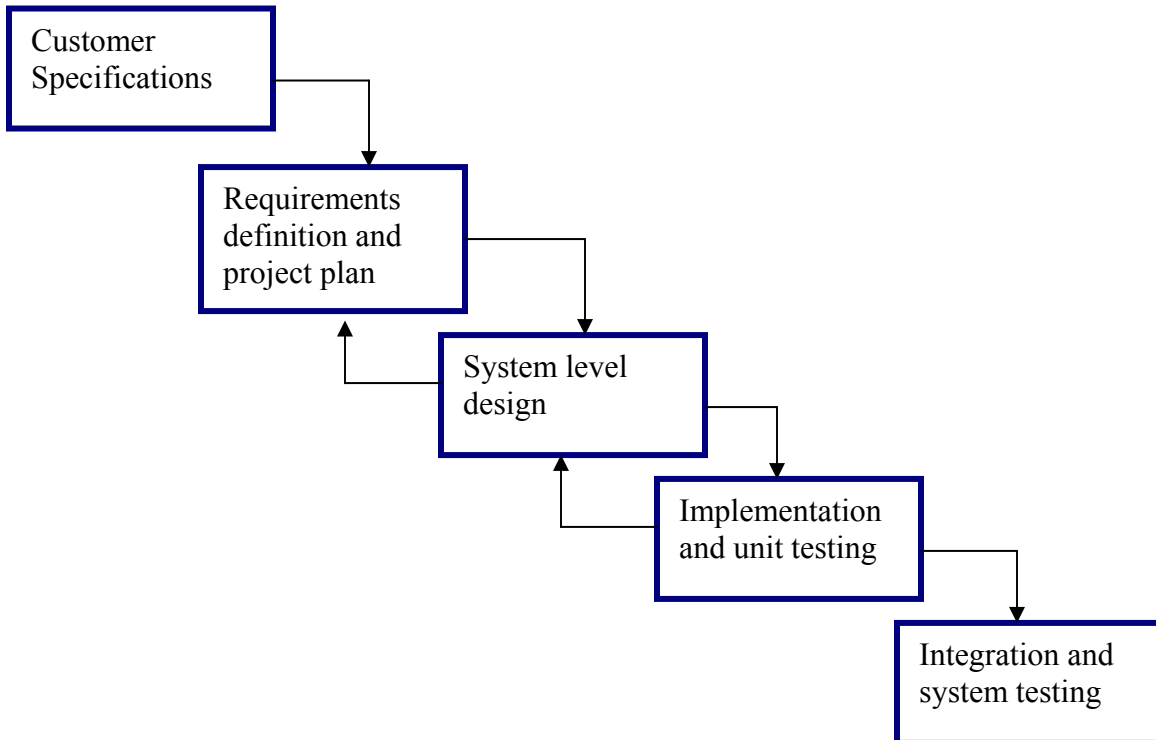 Customer
Specifications
Requirements
definition and
project plan
System level
design
Implementation
and unit testing
Integration and
system testing